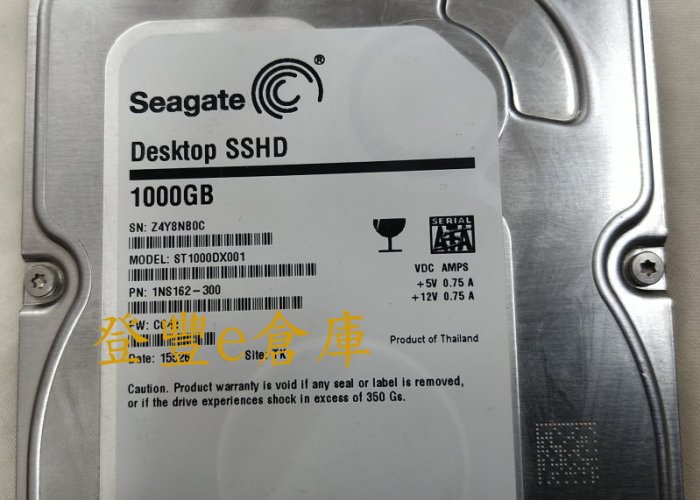 Seagate®
Desktop SSHD
1000GB
SN: Z4Y8NB0C
MODEL: ST1000DX001
PN: 1NS162-300
FW:
Date: Site: TK
SERIAL
ATA
VDC AMPS
+5V 0.75 A
+12V 0.75 A
Product of Thailand
登豐e倉庫
Caution. Product warranty is void if any seal or label is removed,
or if the drive experiences shock in excess of 350 Gs.